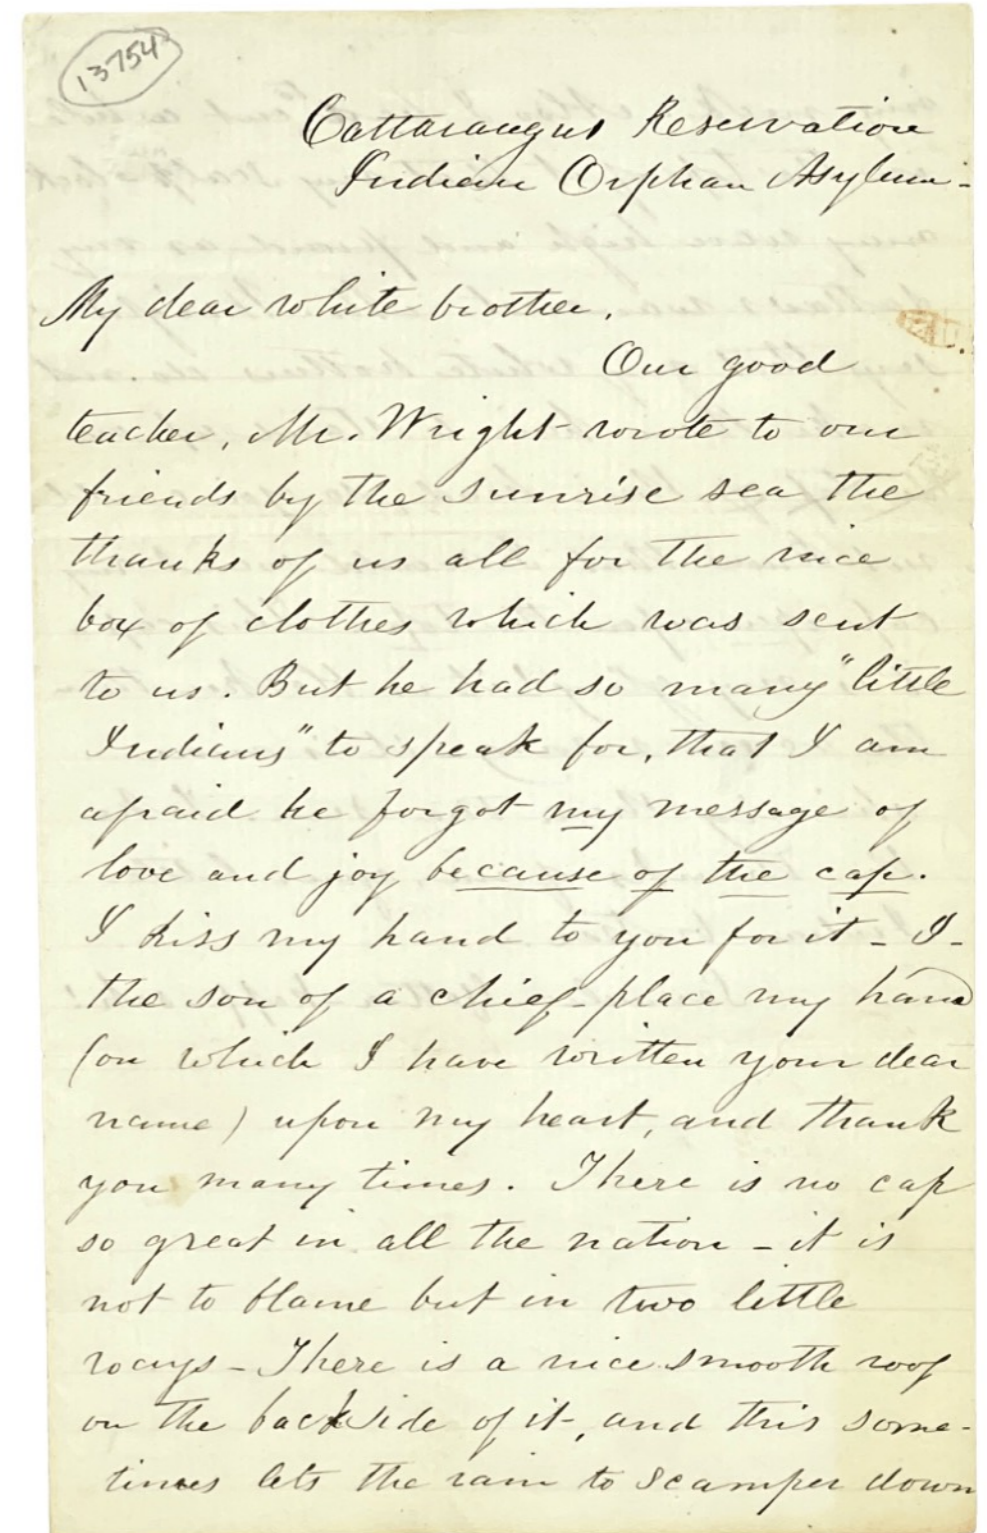 13754
Cattaraugus Reservation
Indian Orphan Asylum -
My dear white brother.
Our good
teacher, Mr. Wright wrote to our
friends by the sunrise sea the
thanks of us all for the nice
box of clothes which was sent
to us. But he had so many "little
Indians" to speak for, that I am
afraid he forgot my message of
love and joy because of the cap.
I kiss my hand to you for it - I -
the son of a chief - place my hand
(on which I have written your dear
name) upon my heart, and thank
you many times. There is no cap
so great in all the nation - it is
not to blame but in two little
ways - There is a nice smooth roof
on the backside of it, and this some-
times lets the rain to scamper down